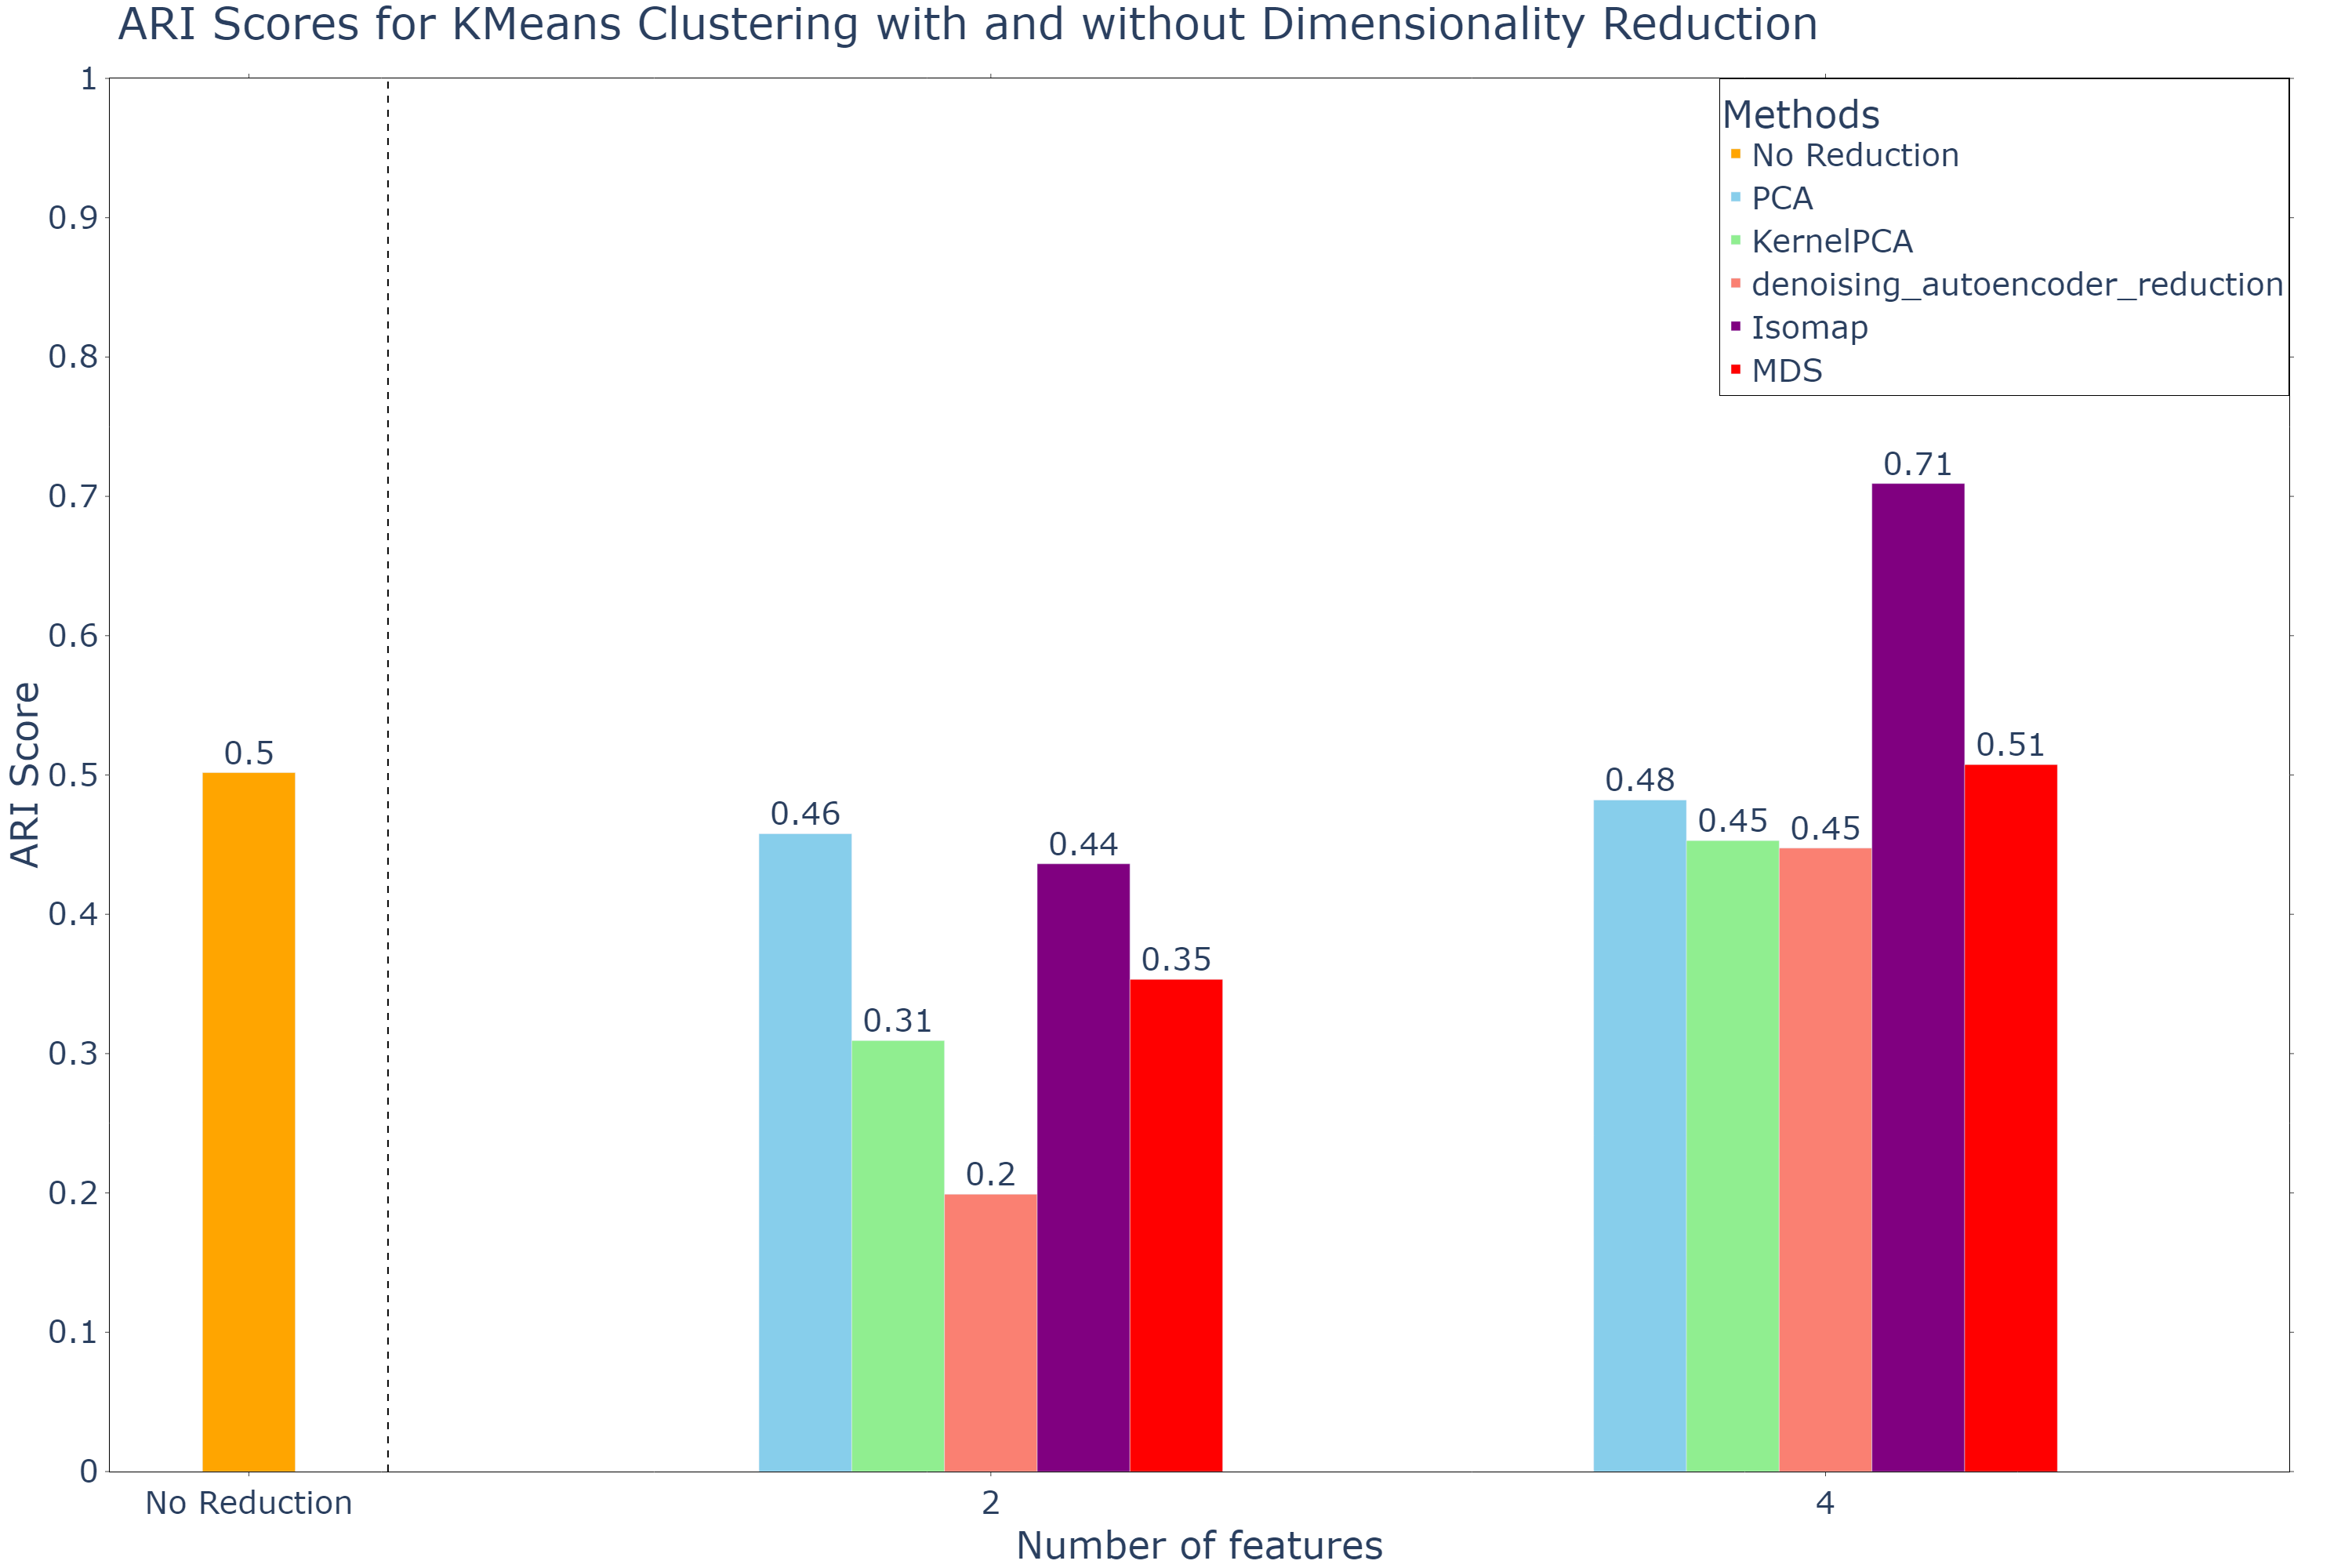 ARI Scores for KMeans Clustering with and without Dimensionality Reduction
Methods
No Reduction
PCA
KernelPCA
denoising_autoencoder_reduction
Isomap
MDS
ARI Score
1
0.9
0.8
0.7
0.6
0.5
0.4
0.3
0.2
0.1
0
0.5
0.46
0.31
0.2
0.44
0.35
0.48
0.45
0.45
0.71
0.51
No Reduction
2
4
Number of features